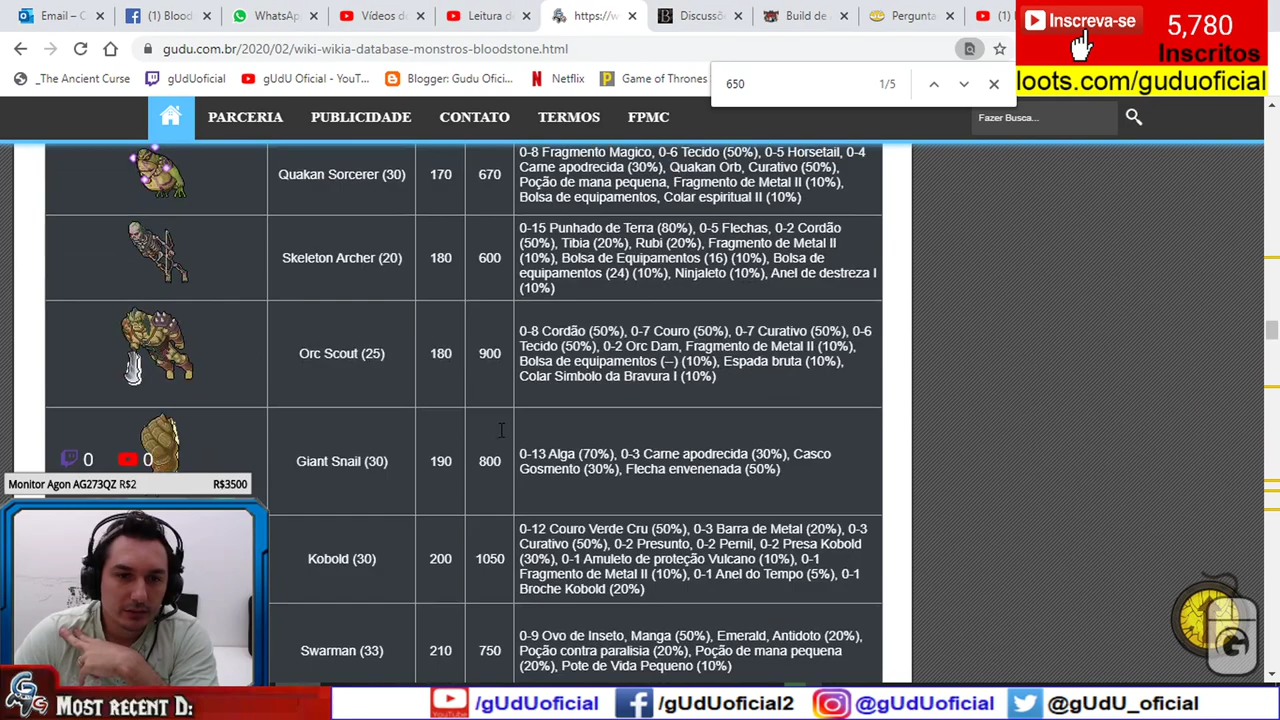 Email – C
(1) Blood
WhatsAp
Vídeos d
Leitura d
https://w
Discussõ
Build de
Pergunta
(1)
Inscreva-se
5,780
Inscritos
gudu.com.br/2020/02/wiki-wikia-database-monstros-bloodstone.html
loots.com/guduoficial
_The Ancient Curse
gUdUoficial
gUdU Oficial - YouT...
Blogger: Gudu Ofici...
Netflix
Game of Thrones
650
1/5
PARCERIA
PUBLICIDADE
CONTATO
TERMOS
FPMC
Fazer Busca...
Quakan Sorcerer (30)
170
670
0-8 Fragmento Magico, 0-6 Tecido (50%), 0-5 Horsetail, 0-4
Carne apodrecida (30%), Quakan Orb, Curativo (50%),
Poção de mana pequena, Fragmento de Metal II (10%),
Bolsa de equipamentos, Colar espiritual II (10%)
Skeleton Archer (20)
180
600
0-15 Punhado de Terra (80%), 0-5 Flechas, 0-2 Cordão
(50%), Tibia (20%), Rubi (20%), Fragmento de Metal II
(10%), Bolsa de Equipamentos (16) (10%), Bolsa de
equipamentos (24) (10%), Ninjaleto (10%), Anel de destreza I
(10%)
Orc Scout (25)
180
900
0-8 Cordão (50%), 0-7 Couro (50%), 0-7 Curativo (50%), 0-6
Tecido (50%), 0-2 Orc Dam, Fragmento de Metal II (10%),
Bolsa de equipamentos (--) (10%), Espada bruta (10%),
Colar Simbolo da Bravura I (10%)
Giant Snail (30)
190
800
0-13 Alga (70%), 0-3 Carne apodrecida (30%), Casco
Gosmento (30%), Flecha envenenada (50%)
0
0
Monitor Agon AG273QZ R$2
R$3500
Kobold (30)
200
1050
0-12 Couro Verde Cru (50%), 0-3 Barra de Metal (20%), 0-3
Curativo (50%), 0-2 Presunto, 0-2 Pernil, 0-2 Presa Kobold
(30%), 0-1 Amuleto de proteção Vulcano (10%), 0-1
Fragmento de Metal II (10%), 0-1 Anel do Tempo (5%), 0-1
Broche Kobold (20%)
Swarman (33)
210
750
0-9 Ovo de Inseto, Manga (50%), Emerald, Antidoto (20%),
Poção contra paralisia (20%), Poção de mana pequena
(20%), Pote de Vida Pequeno (10%)
Most recent D:
/gUdUoficial
/gUdUoficial2
@gUdUoficial
@gUdU_oficial